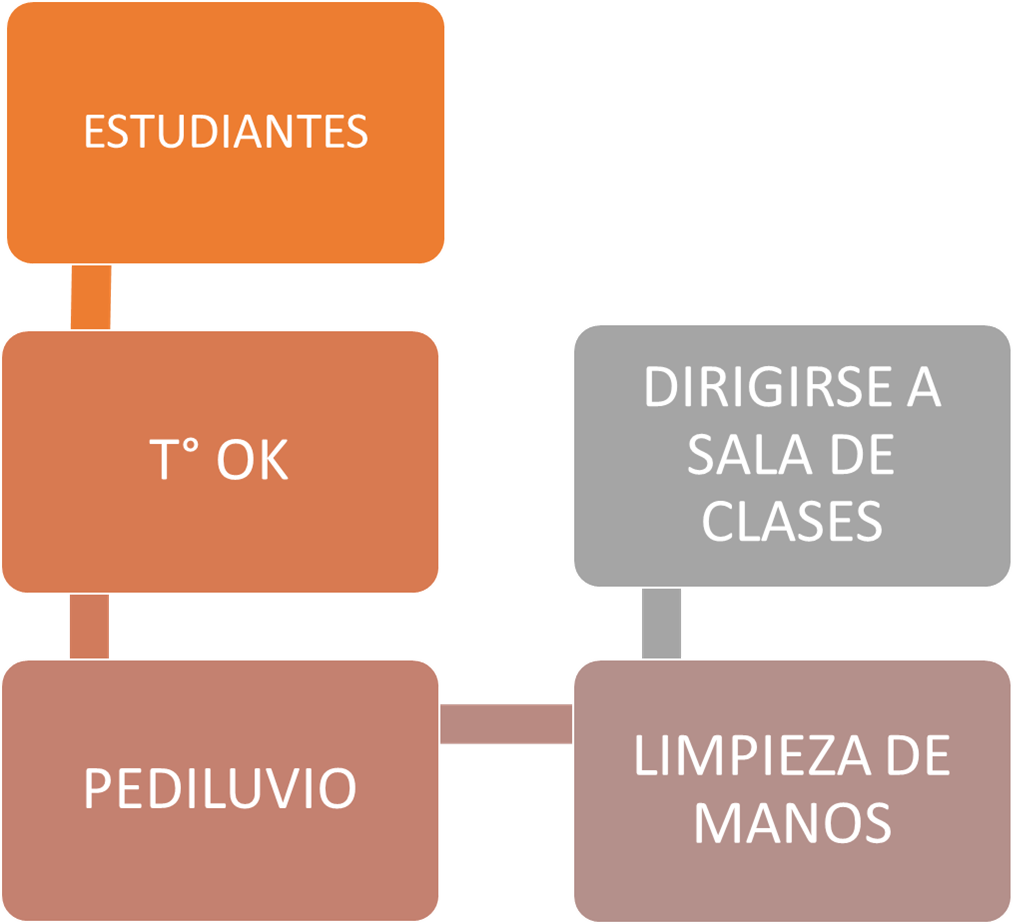 ESTUDIANTES
T° OK
PEDILUVIO
LIMPIEZA DE
MANOS
DIRIGIRSE A
SALA DE
CLASES